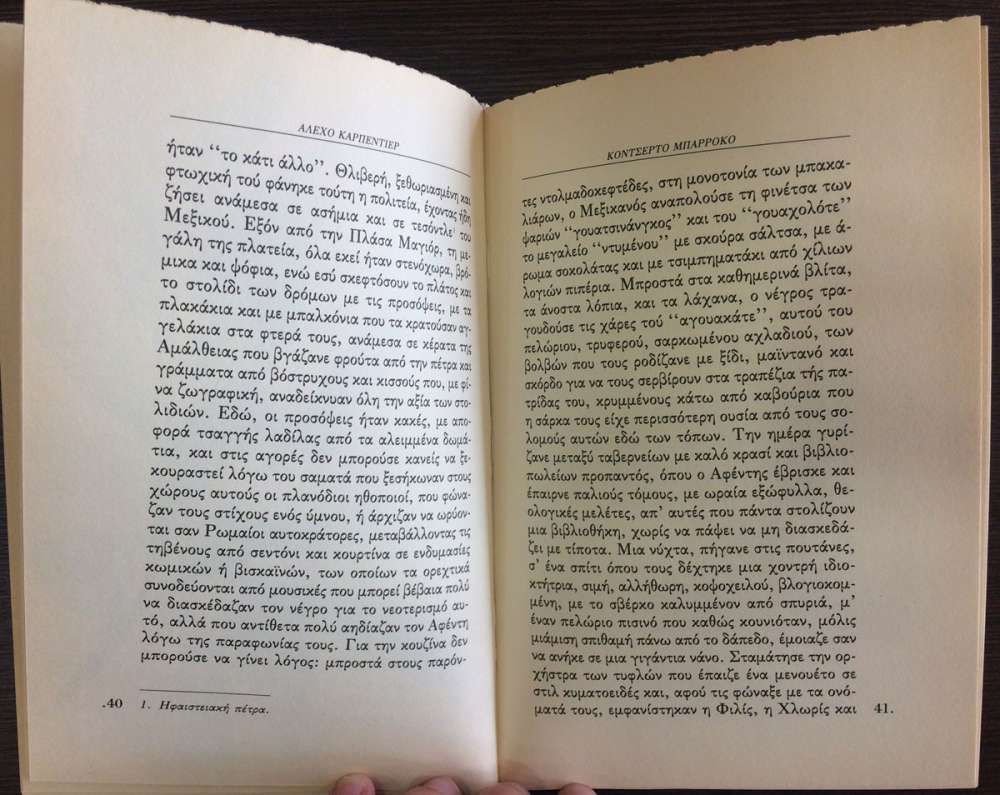 ΑΛΕΧΟ ΚΑΡΠΕΝΤΙΕΡ
ήταν ‘‘το κάτι άλλο’’. Θλιβερή, ξεθωριασμένη και
φτωχική τού φάνηκε τούτη η πολιτεία, έχοντας ήδη
ζήσει ανάμεσα σε ασήμια και σε τεσόντλε¹ του
Μεξικού. Εξόν από την Πλάσα Μαγιόρ, τη με-
γάλη της πλατεία, όλα εκεί ήταν στενόχωρα, βρό-
μικα και ψόφια, ενώ εσύ σκεφτόσουν το πλάτος και
το στολίδι των δρόμων με τις προσόψεις, με τα
πλακάκια και με μπαλκόνια που τα κρατούσαν αγ-
γελάκια στα φτερά τους, ανάμεσα σε κέρατα της
Αμάλθειας που βγάζανε φρούτα από την πέτρα και
γράμματα από βόστρυχους και κισσούς που, με φί-
να ζωγραφική, αναδείκνυαν όλη την αξία των στο-
λιδιών. Εδώ, οι προσόψεις ήταν κακές, με απο-
φορά τσαγγής λαδίλας από τα αλειμμένα δωμά-
τια, και στις αγορές δεν μπορούσε κανείς να ξε-
κουραστεί λόγω του σαματά που ξεσήκωναν στους
χώρους αυτούς οι πλανόδιοι ηθοποιοί, που φώνα-
ζαν τους στίχους ενός ύμνου, ή άρχιζαν να ωρύον-
ται σαν Ρωμαίοι αυτοκράτορες, μεταβάλλοντας τις
τηβένους από σεντόνι και κουρτίνα σε ενδυμασίες
κωμικών ή βισκαϊνών, των οποίων τα ορεχτικά
συνοδεύονται από μουσικές που μπορεί βέβαια πολύ
να διασκέδαζαν τον νέγρο για το νεοτερισμό αυ-
τό, αλλά που αντίθετα πολύ αηδίαζαν τον Αφέντη
λόγω της παραφωνίας τους. Για την κουζίνα δεν
μπορούσε να γίνει λόγος: μπροστά στους παρόν-
1. Ηφαιστειακή πέτρα.
.40
ΚΟΝΤΣΕΡΤΟ ΜΠΑΡΡΟΚΟ
τες ντολμαδοκεφτέδες, στη μονοτονία των μπακα-
λιάρων, ο Μεξικανός αναπολούσε τη φινέτσα των
ψαριών ‘‘γουατσινάνγκος’’ και του ‘‘γουαχολότε’’
το μεγαλείο ‘‘ντυμένου’’ με σκούρα σάλτσα, με ά-
ρωμα σοκολάτας και με τσιμπηματάκι από χίλιων
λογιών πιπέρια. Μπροστά στα καθημερινά βλίτα,
τα άνοστα λόπια, και τα λάχανα, ο νέγρος τρα-
γουδούσε τις χάρες τού ‘‘αγουακάτε’’, αυτού του
πελώριου, τρυφερού, σαρκωμένου αχλαδιού, των
βολβών που τους ροδίζανε με ξίδι, μαϊντανό και
σκόρδο για να τους σερβίρουν στα τραπέζια τής πα-
τρίδας του, κρυμμένους κάτω από καβούρια που
η σάρκα τους είχε περισσότερη ουσία από τους σο-
λομούς αυτών εδώ των τόπων. Την ημέρα γυρί-
ζανε μεταξύ ταβερνείων με καλό κρασί και βιβλιο-
πωλείων προπαντός, όπου ο Αφέντης έβρισκε και
έπαιρνε παλιούς τόμους, με ωραία εξώφυλλα, θε-
ολογικές μελέτες, απ’ αυτές που πάντα στολίζουν
μια βιβλιοθήκη, χωρίς να πάψει να μη διασκεδά-
ζει με τίποτα. Μια νύχτα, πήγανε στις πουτάνες,
σ’ ένα σπίτι όπου τους δέχτηκε μια χοντρή ιδιο-
κτήτρια, σιμή, αλλήθωρη, κοψοχειλού, βλογιοκομ-
μένη, με το σβέρκο καλυμμένον από σπυριά, μ’
έναν πελώριο πισινό που καθώς κουνιόταν, μόλις
μιάμιση σπιθαμή πάνω από το δάπεδο, έμοιαζε σαν
να ανήκε σε μια γιγάντια νάνο. Σταμάτησε την ορ-
χήστρα των τυφλών που έπαιζε ένα μενουέτο σε
στιλ κυματοειδές και, αφού τις φώναξε με τα ονό-
ματά τους, εμφανίστηκαν η Φιλίς, η Χλωρίς και
41.